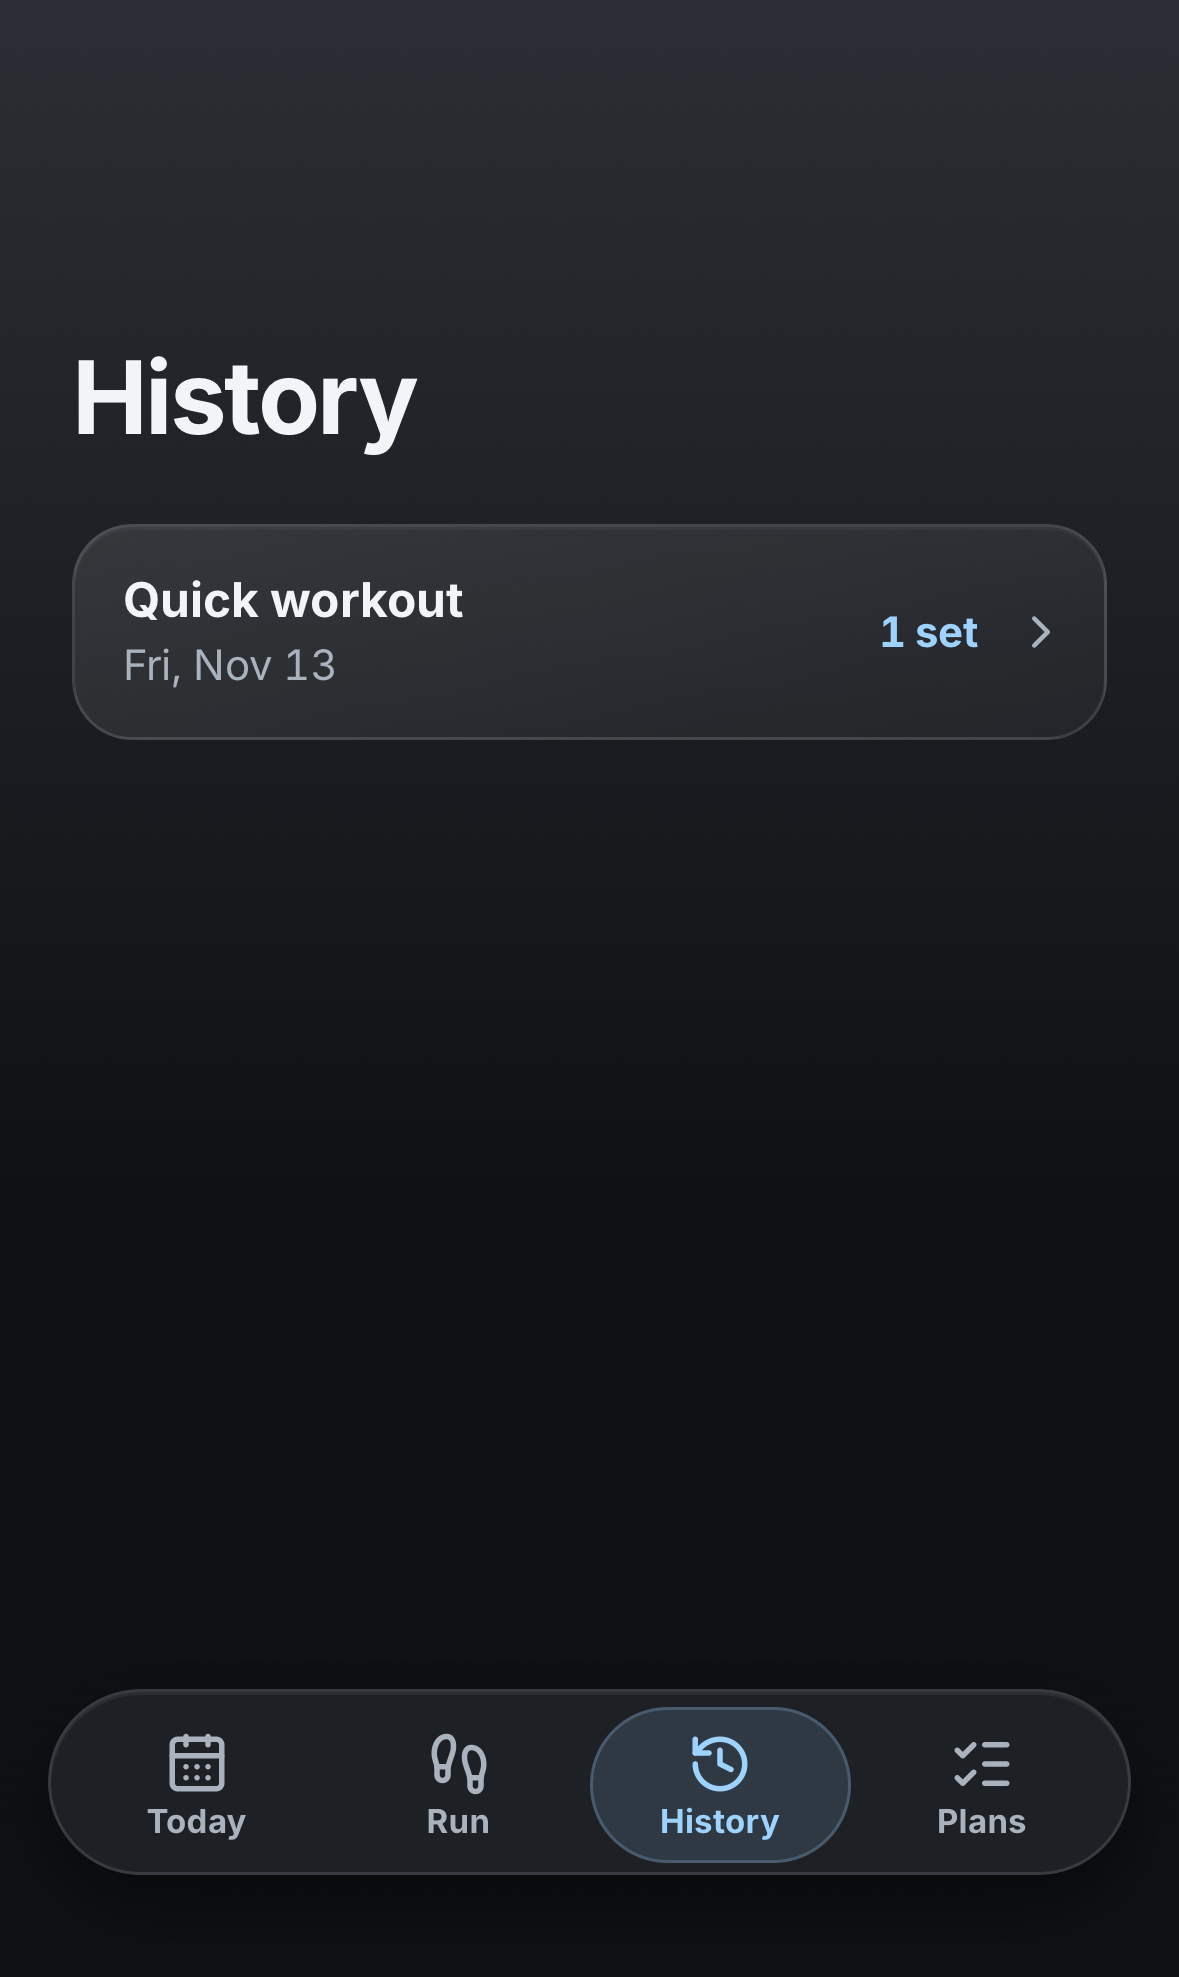 History
Quick workout
Fri, Nov 13
1 set
Today
Run
History
Plans